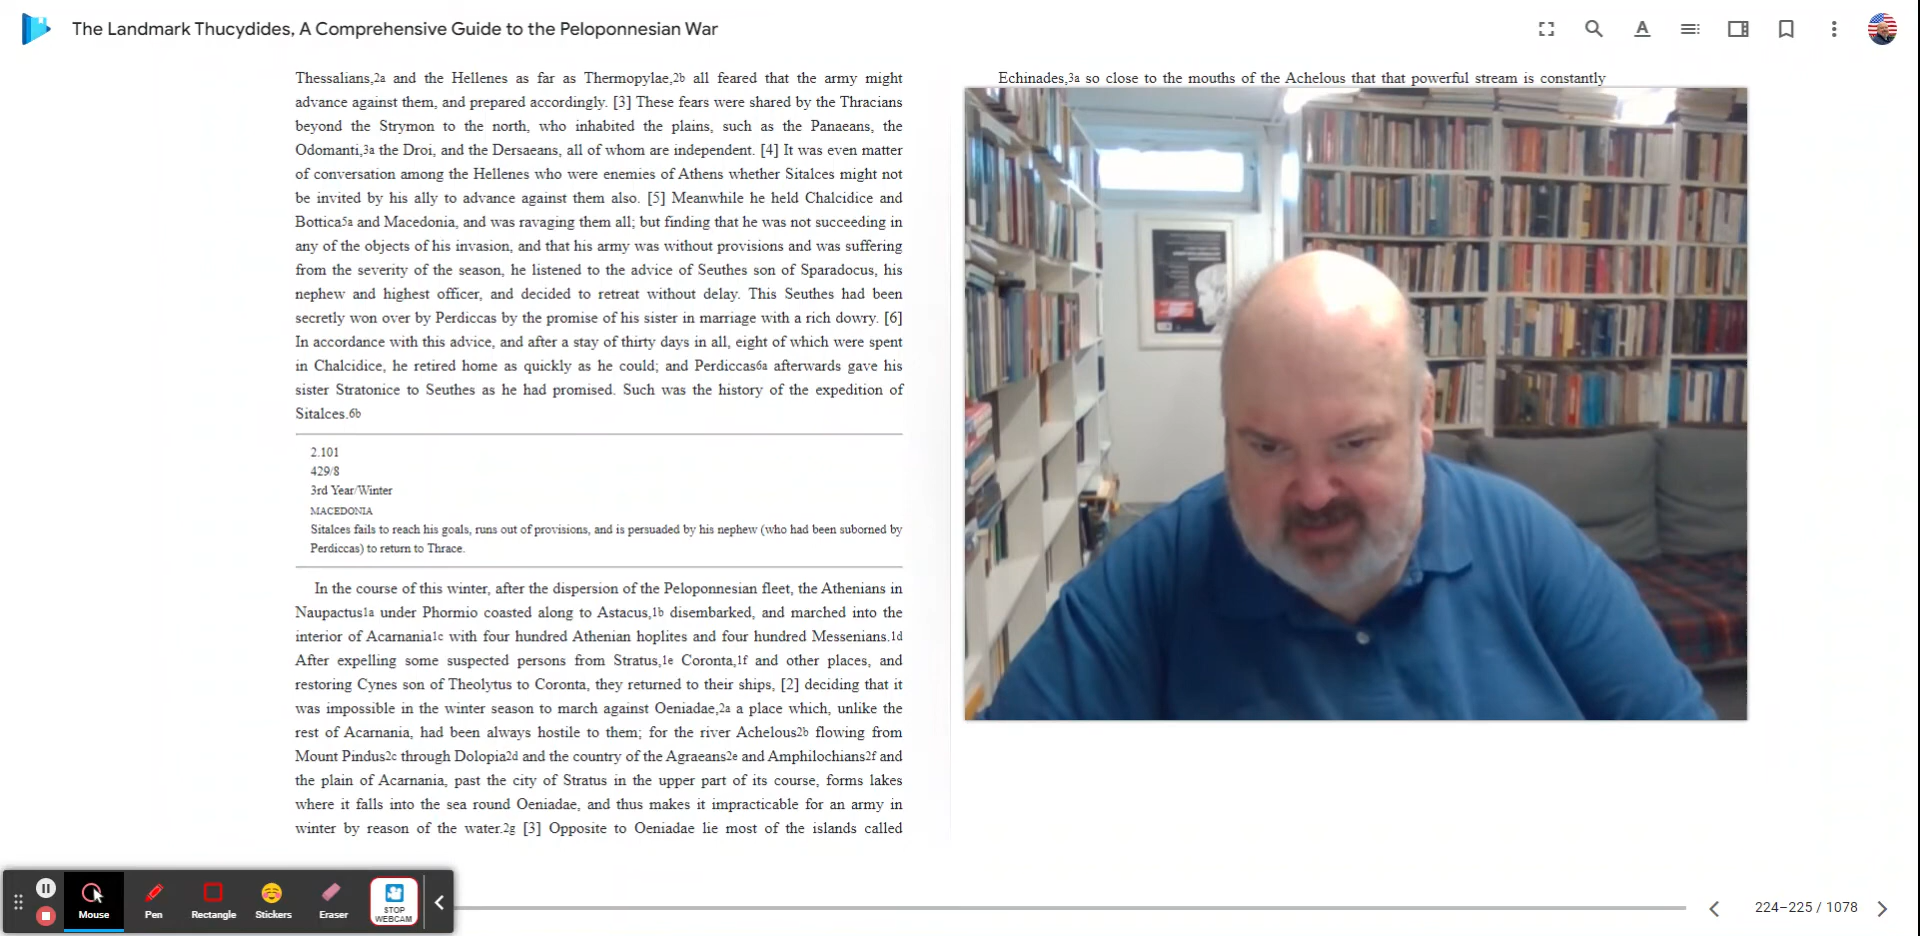 The Landmark Thucydides, A Comprehensive Guide to the Peloponnesian War
Thessalians,2a and the Hellenes as far as Thermopylae,2b all feared that the army might
advance against them, and prepared accordingly. [3] These fears were shared by the Thracians
beyond the Strymon to the north, who inhabited the plains, such as the Panaeans, the
Odomanti,3a the Droi, and the Dersaeans, all of whom are independent. [4] It was even matter
of conversation among the Hellenes who were enemies of Athens whether Sitalces might not
be invited by his ally to advance against them also. [5] Meanwhile he held Chalcidice and
Bottica5a and Macedonia, and was ravaging them all; but finding that he was not succeeding in
any of the objects of his invasion, and that his army was without provisions and was suffering
from the severity of the season, he listened to the advice of Seuthes son of Sparadocus, his
nephew and highest officer, and decided to retreat without delay. This Seuthes had been
secretly won over by Perdiccas by the promise of his sister in marriage with a rich dowry. [6]
In accordance with this advice, and after a stay of thirty days in all, eight of which were spent
in Chalcidice, he retired home as quickly as he could; and Perdiccas6a afterwards gave his
sister Stratonice to Seuthes as he had promised. Such was the history of the expedition of
Sitalces.6b
2.101
429/8
3rd Year/Winter
MACEDONIA
Sitalces fails to reach his goals, runs out of provisions, and is persuaded by his nephew (who had been suborned by
Perdiccas) to return to Thrace.
In the course of this winter, after the dispersion of the Peloponnesian fleet, the Athenians in
Naupactus1a under Phormio coasted along to Astacus,1b disembarked, and marched into the
interior of Acarnania1c with four hundred Athenian hoplites and four hundred Messenians.1d
After expelling some suspected persons from Stratus,1e Coronta,1f and other places, and
restoring Cynes son of Theolytus to Coronta, they returned to their ships, [2] deciding that it
was impossible in the winter season to march against Oeniadae,2a a place which, unlike the
rest of Acarnania, had been always hostile to them; for the river Achelous2b flowing from
Mount Pindus2c through Dolopia2d and the country of the Agraeans2e and Amphilochians2f and
the plain of Acarnania, past the city of Stratus in the upper part of its course, forms lakes
where it falls into the sea round Oeniadae, and thus makes it impracticable for an army in
winter by reason of the water.2g [3] Opposite to Oeniadae lie most of the islands called
Echinades,3a so close to the mouths of the Achelous that that powerful stream is constantly
Mouse
Pen
Rectangle
Stickers
Eraser
STOP
WEBCAM
224–225 / 1078